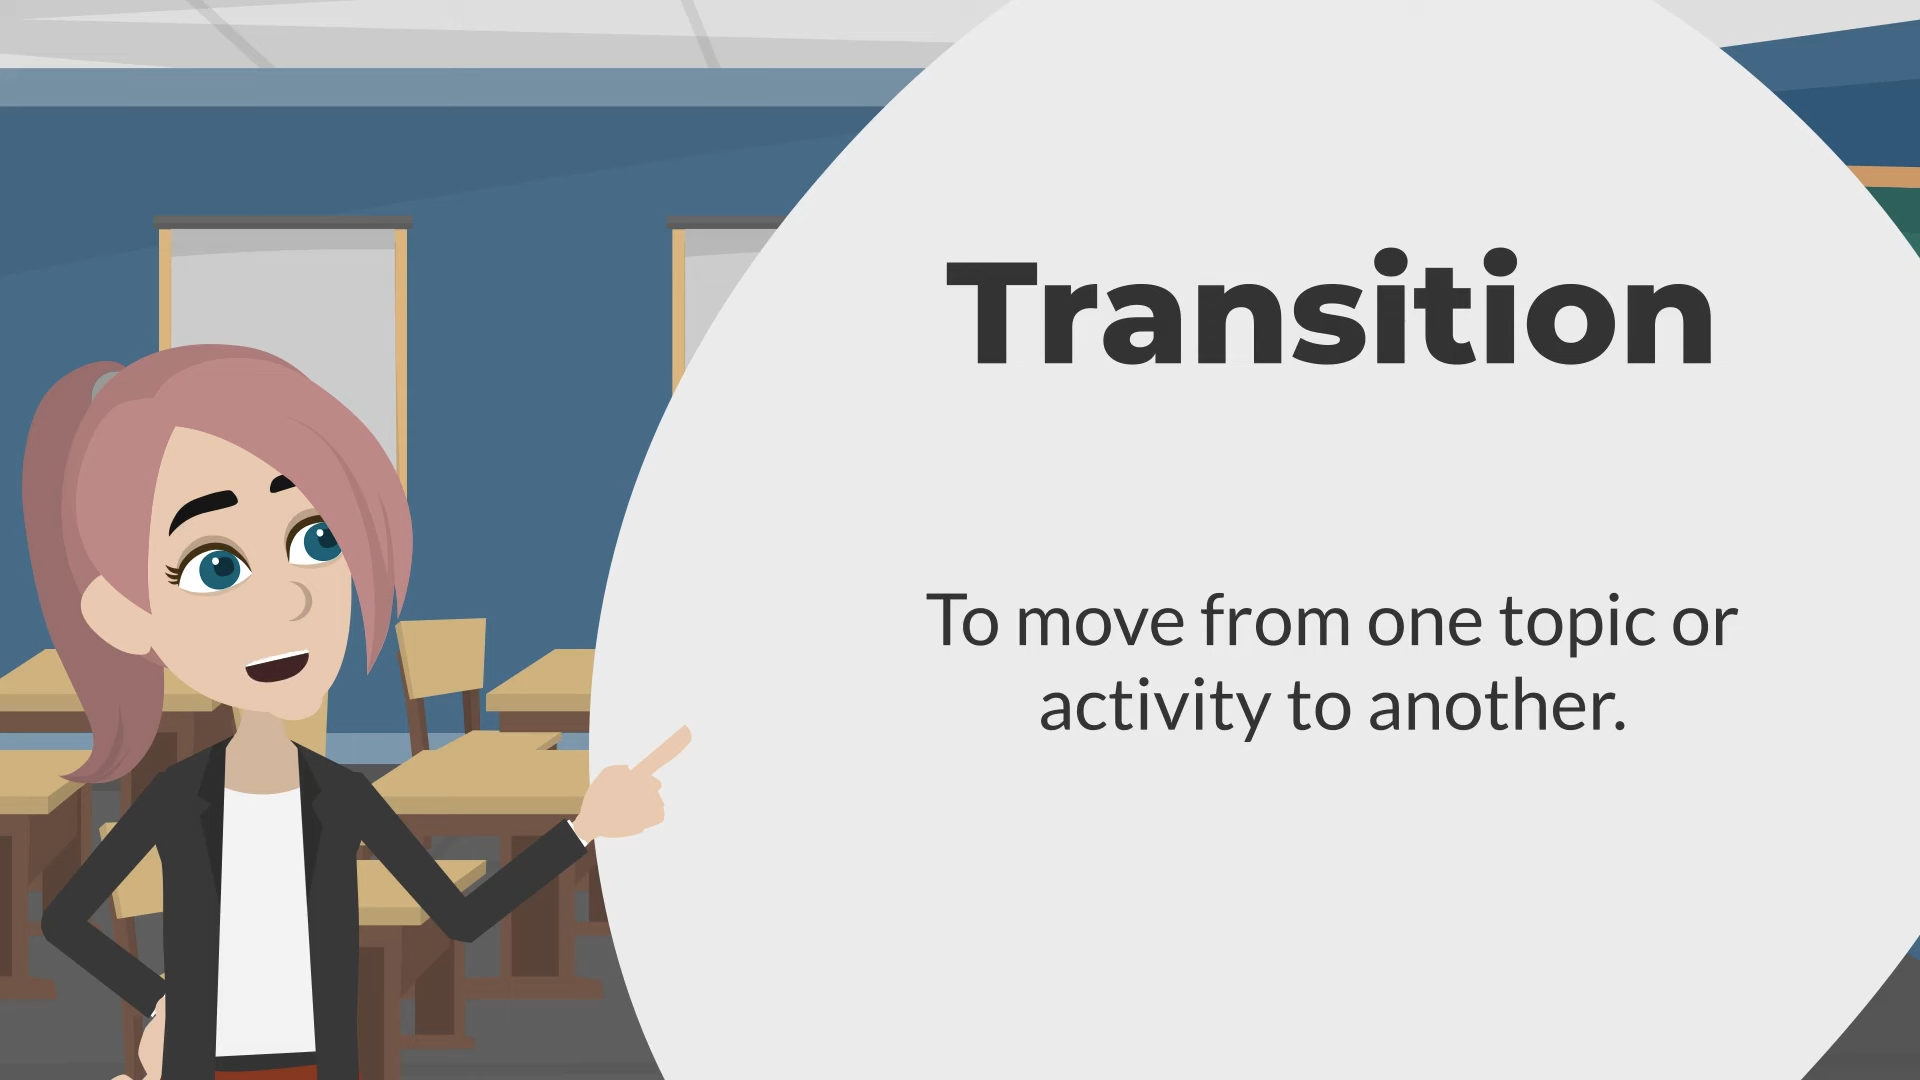 Transition
To move from one topic or
activity to another.